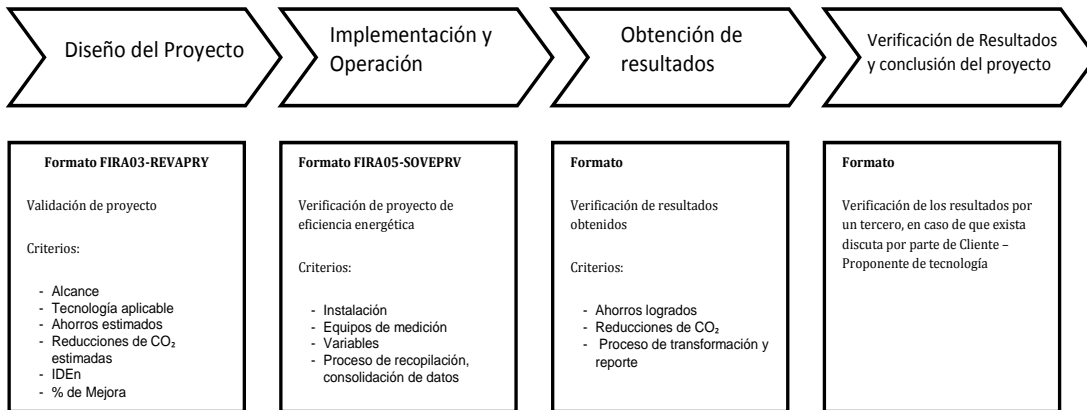 Diseño del Proyecto
Implementación y
Operación
Obtención de
resultados
Verificación de Resultados
y conclusión del proyecto
Formato FIRA03-REVAPRY
Validación de proyecto
Criterios:
- Alcance
- Tecnología aplicable
- Ahorros estimados
- Reducciones de CO₂
estimadas
- IDEn
- % de Mejora
Formato FIRA05-SOVEPRV
Verificación de proyecto de
eficiencia energética
Criterios:
- Instalación
- Equipos de medición
- Variables
- Proceso de recopilación,
consolidación de datos
Formato
Verificación de resultados
obtenidos
Criterios:
- Ahorros logrados
- Reducciones de CO₂
- Proceso de transformación y
reporte
Formato
Verificación de los resultados por
un tercero, en caso de que exista
discuta por parte de Cliente –
Proponente de tecnología